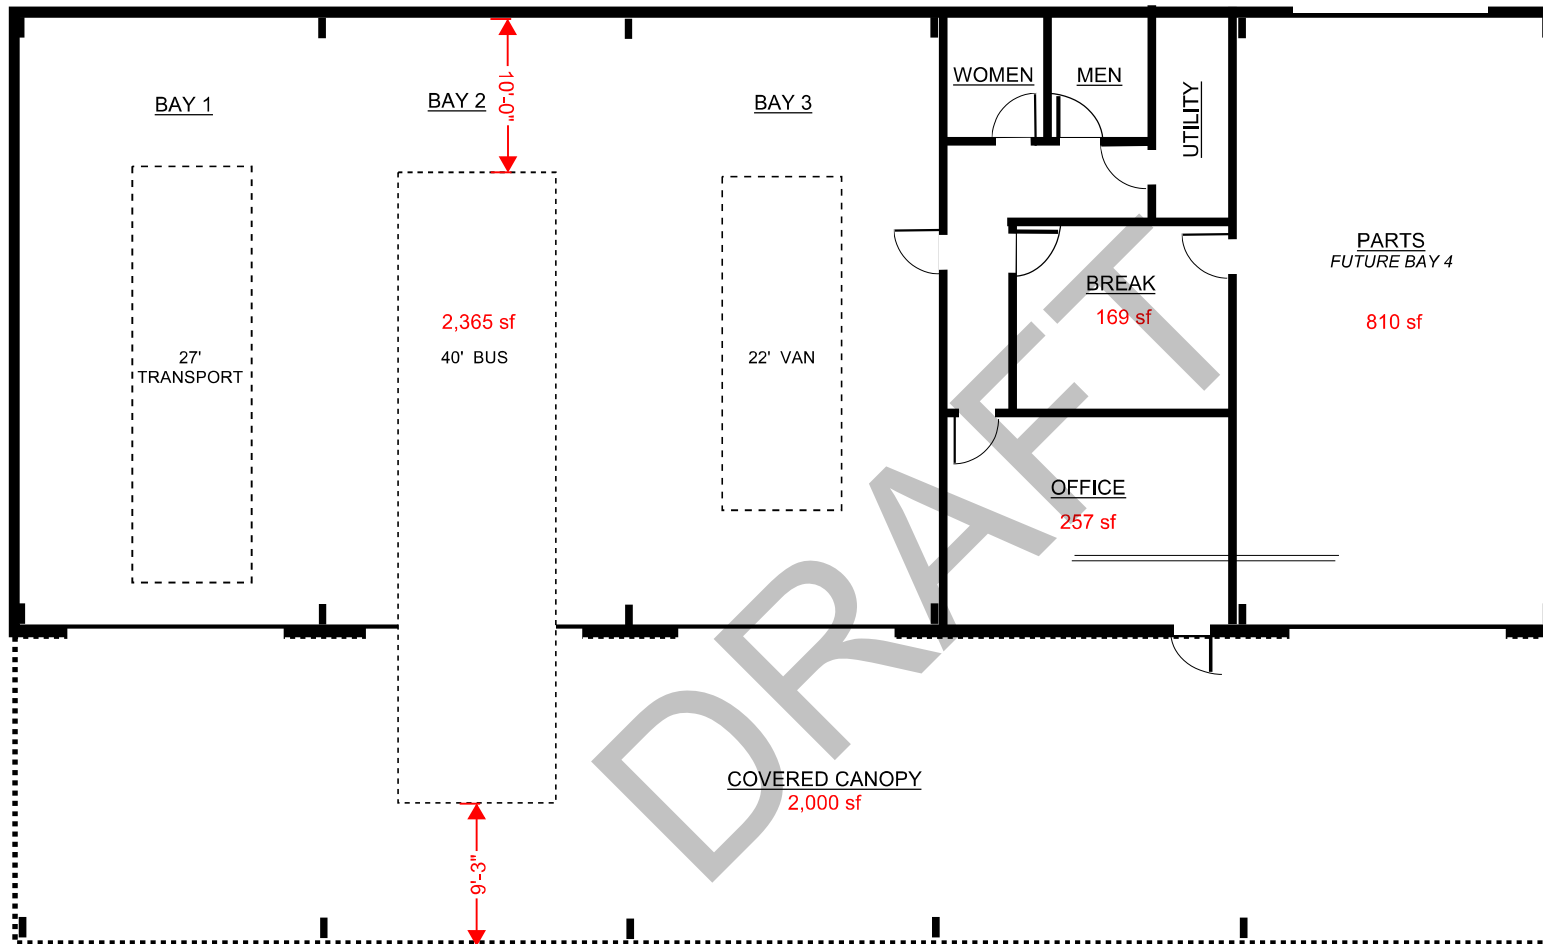 BAY 1
BAY 2
BAY 3
10'-0"
WOMEN
MEN
UTILITY
PARTS
FUTURE BAY 4
810 sf
BREAK
169 sf
2,365 sf
40' BUS
27'
TRANSPORT
22' VAN
OFFICE
257 sf
COVERED CANOPY
2,000 sf
9'-3"
DRAFT